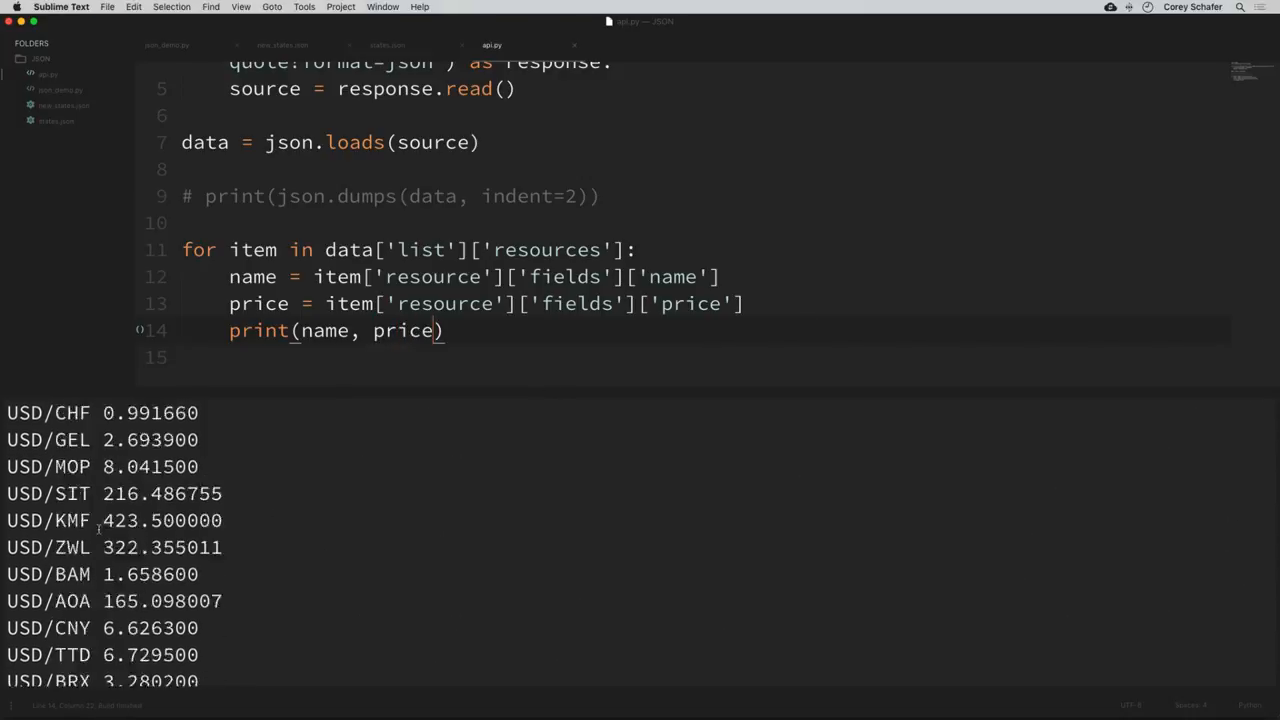 Sublime Text File Edit Selection Find View Goto Tools Project Window Help Corey Schafer
api.py — JSON
FOLDERS
JSON
api.py
json_demo.py
new_states.json
states.json
json_demo.py new_states.json states.json api.py
quote?format=json") as response:
5 source = response.read()
6
7 data = json.loads(source)
8
9 # print(json.dumps(data, indent=2))
10
11 for item in data['list']['resources']:
12 name = item['resource']['fields']['name']
13 price = item['resource']['fields']['price']
14 print(name, price)
15
USD/CHF 0.991660
USD/GEL 2.693900
USD/MOP 8.041500
USD/SIT 216.486755
USD/KMF 423.500000
USD/ZWL 322.355011
USD/BAM 1.658600
USD/AOA 165.098007
USD/CNY 6.626300
USD/TTD 6.729500
USD/BRX 3.280200
Line 14, Column 22; Build finished UTF-8 Spaces: 4 Python